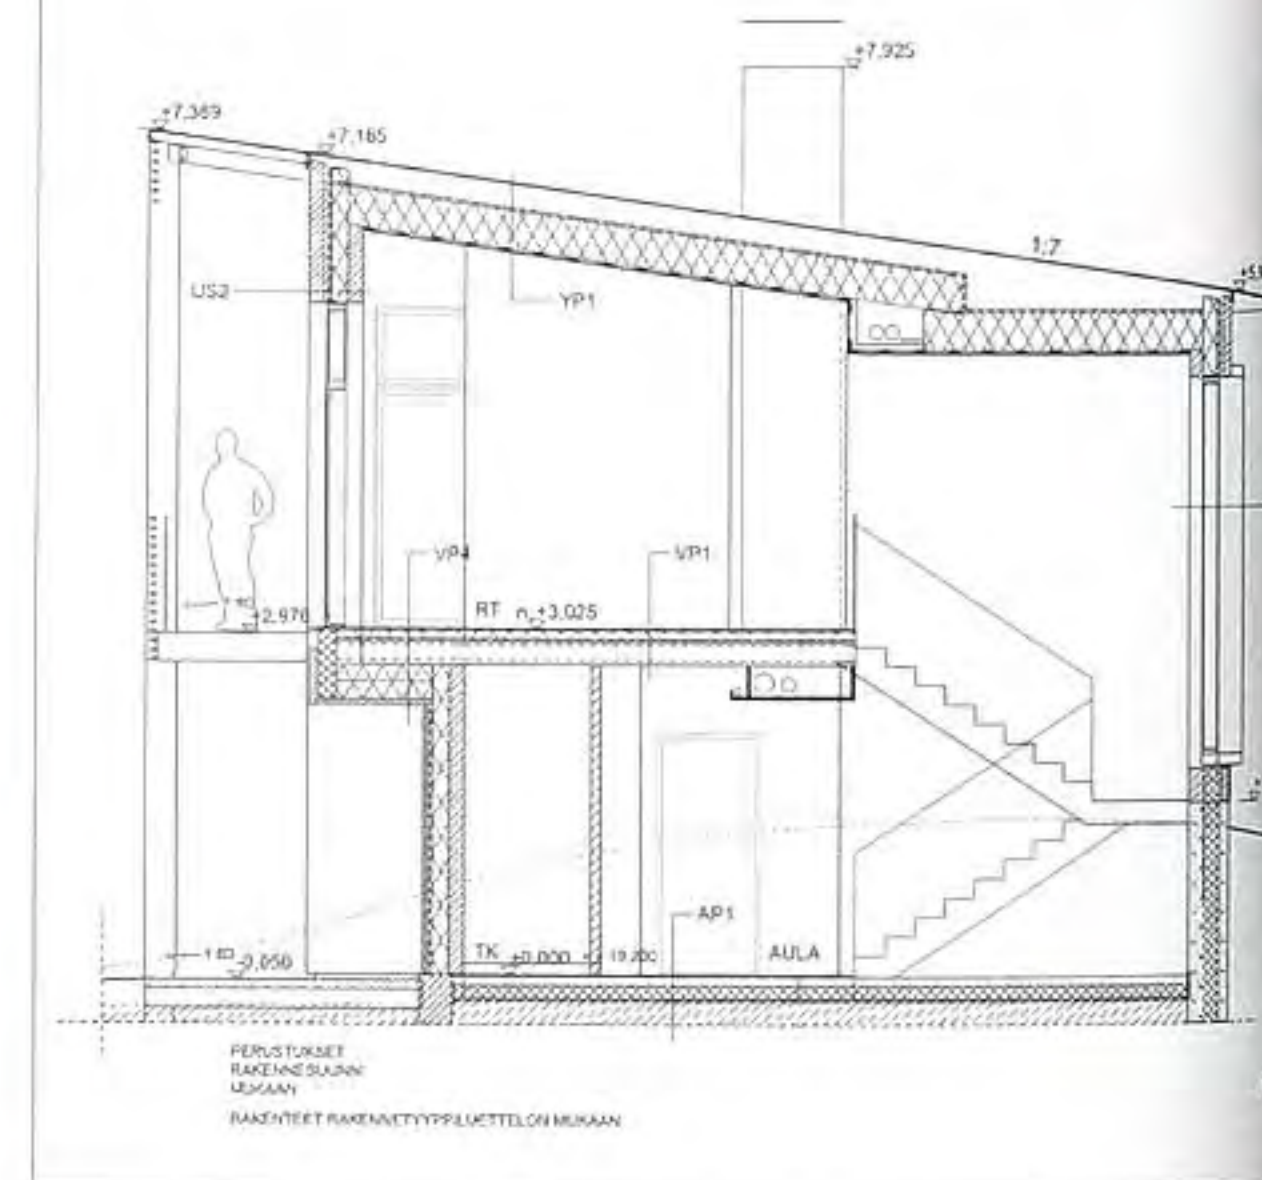 +7.925
+7.369
+7.165
1:7
US2
YP1
VP4
VP1
+2.976
RT +3.025
AP1
TK ±0,000
AULA
-0,050
PERUSTUKSET
RAKENNESUUNN
MUKAAN
RAKENTEET RAKENNETYYPPILUETTELON MUKAAN